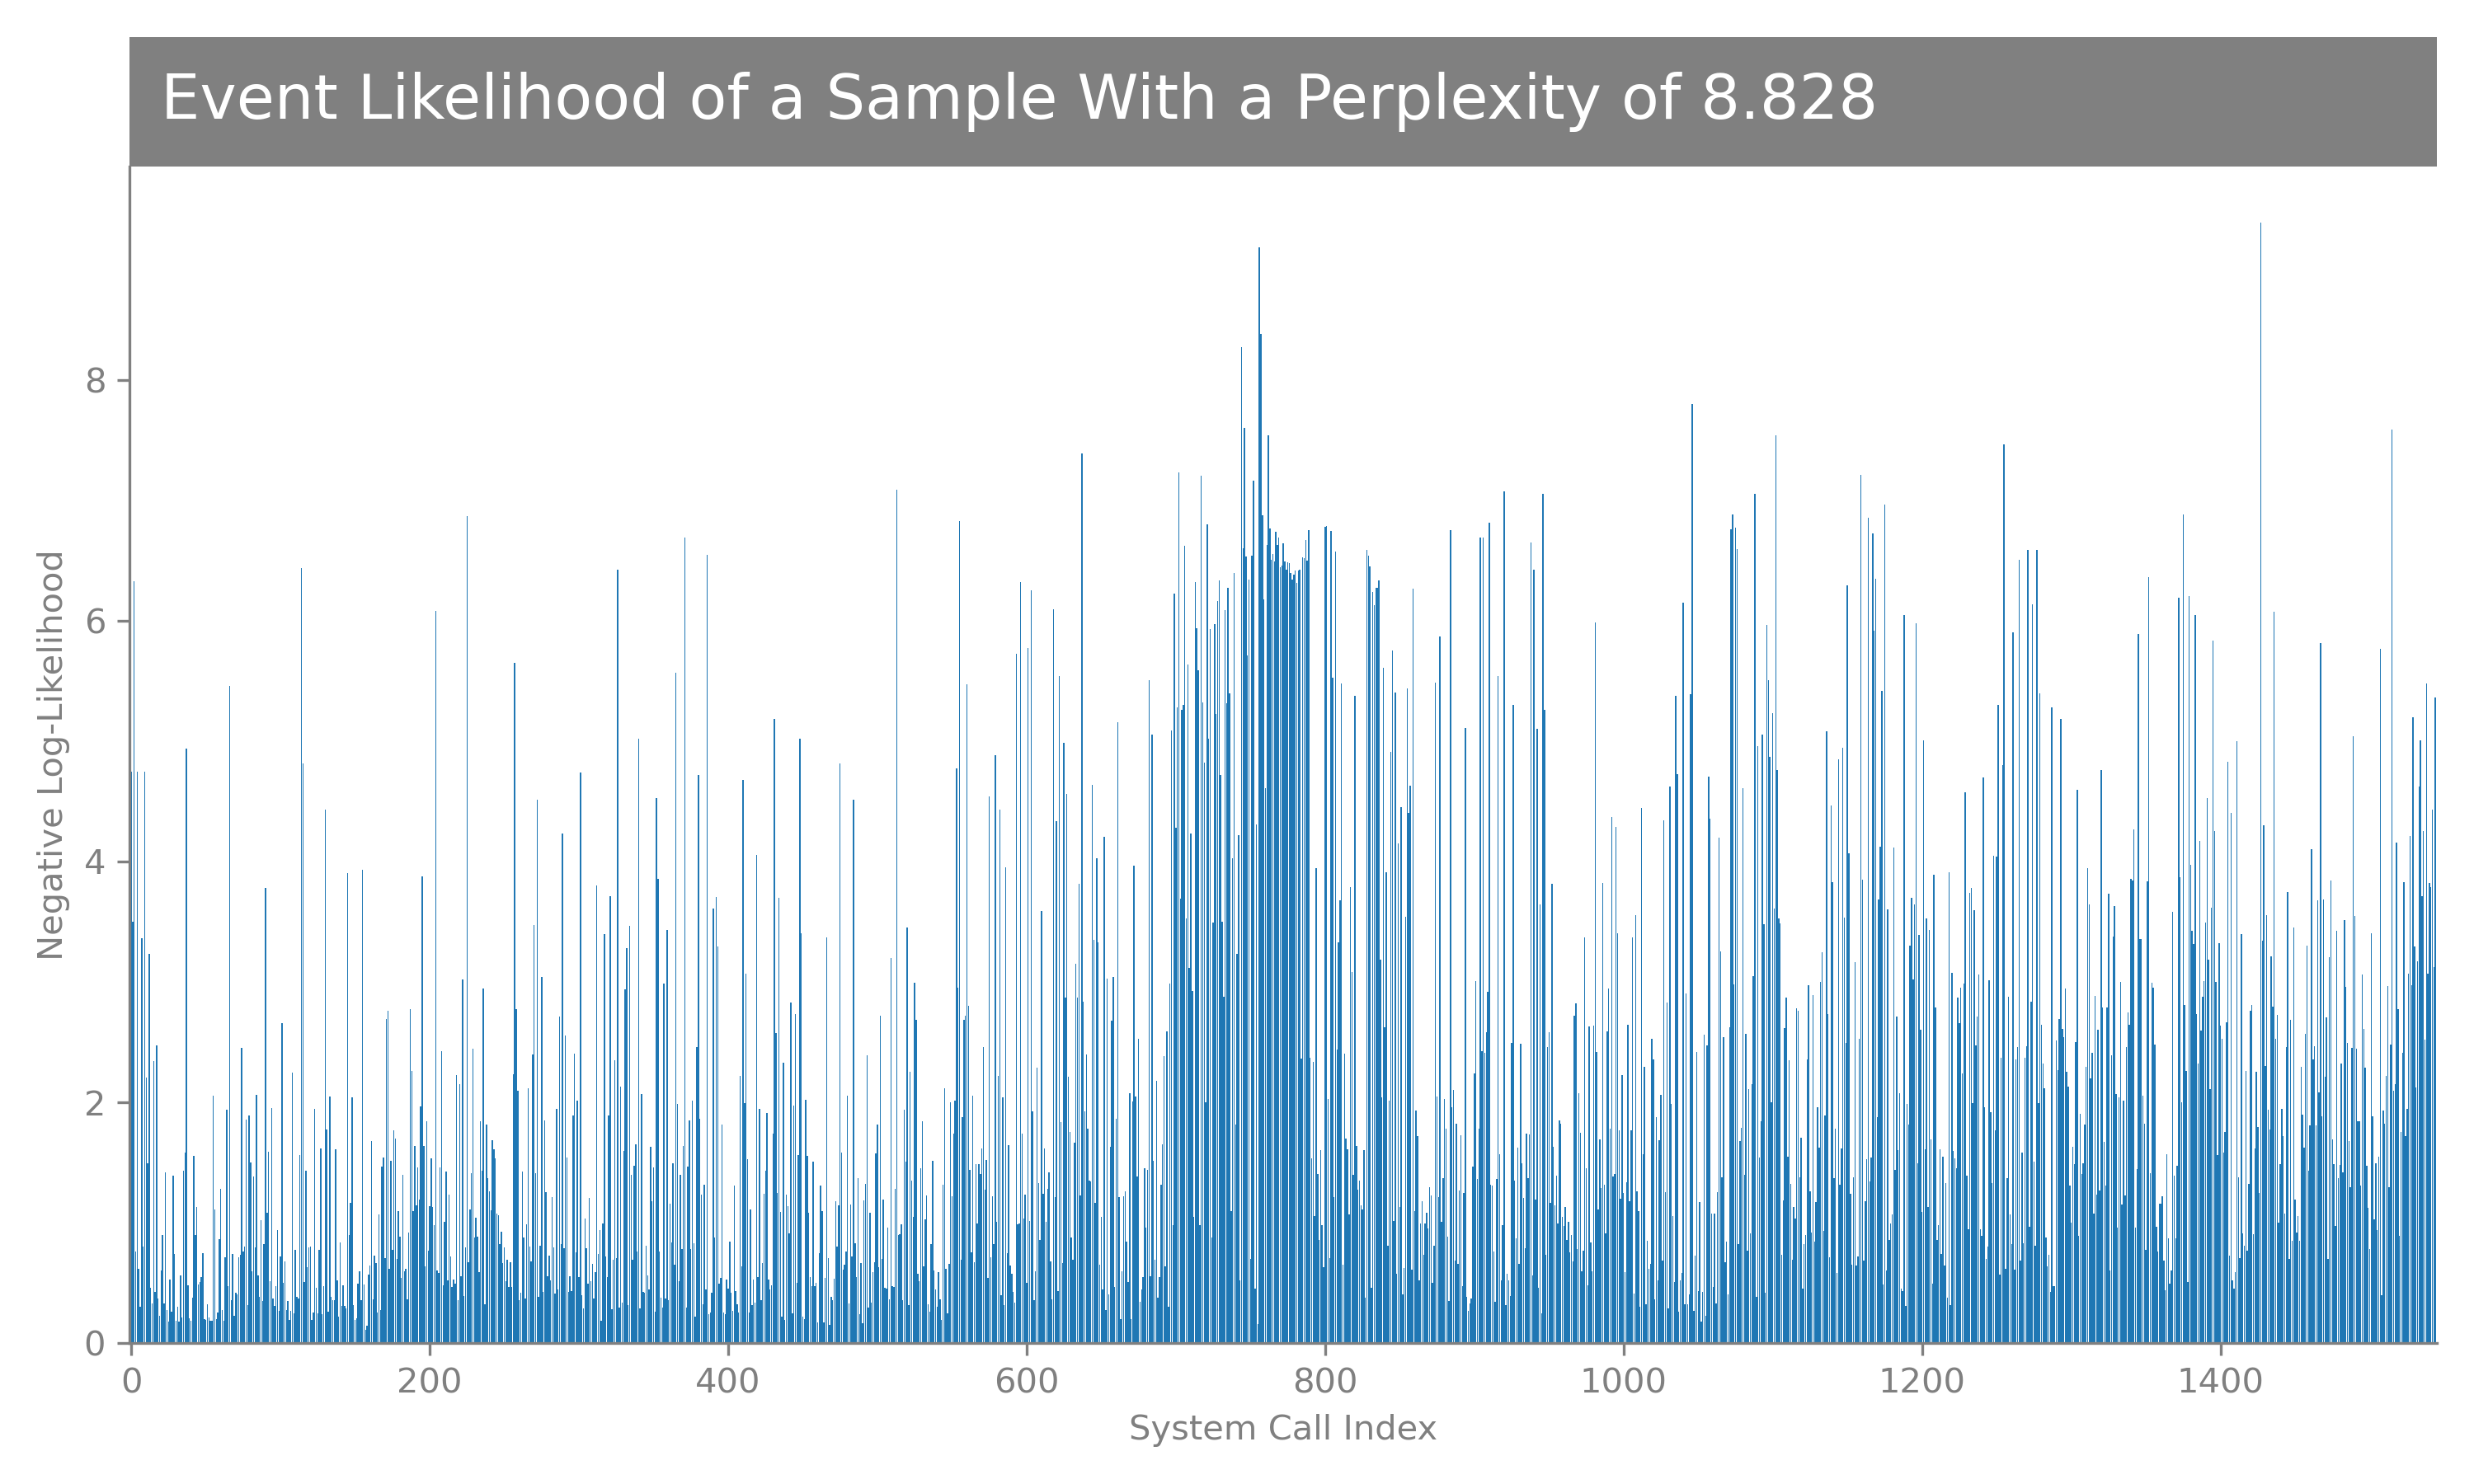 Event Likelihood of a Sample With a Perplexity of 8.828
8
6
4
2
0
Negative Log-Likelihood
0 200 400 600 800 1000 1200 1400
System Call Index